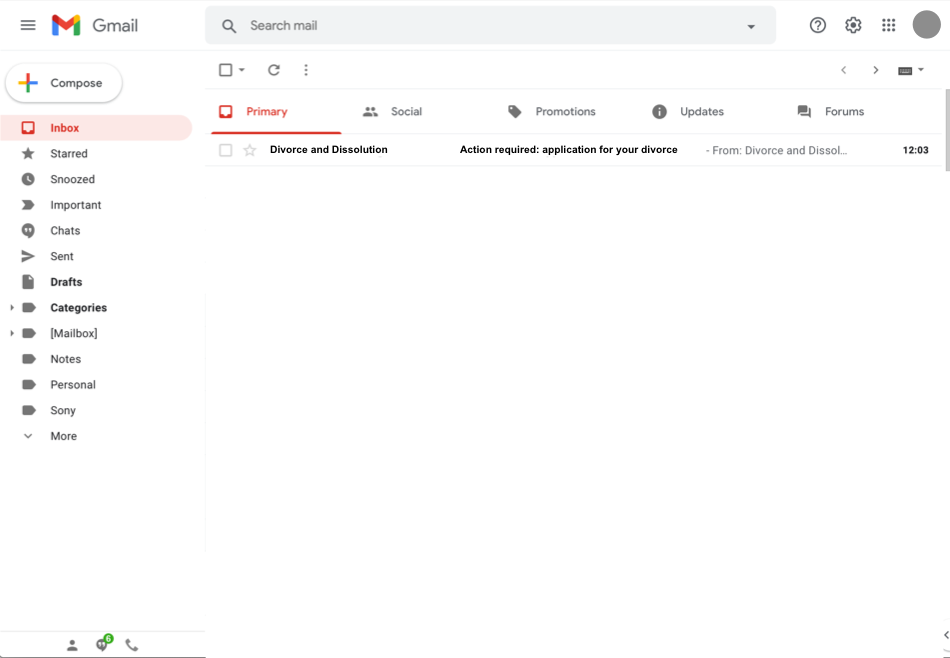 Gmail
Search mail
Compose
Inbox
Starred
Snoozed
Important
Chats
Sent
Drafts
Categories
[Mailbox]
Notes
Personal
Sony
More
6
Primary Social Promotions Updates Forums
Divorce and Dissolution Action required: application for your divorce - From: Divorce and Dissol... 12:03